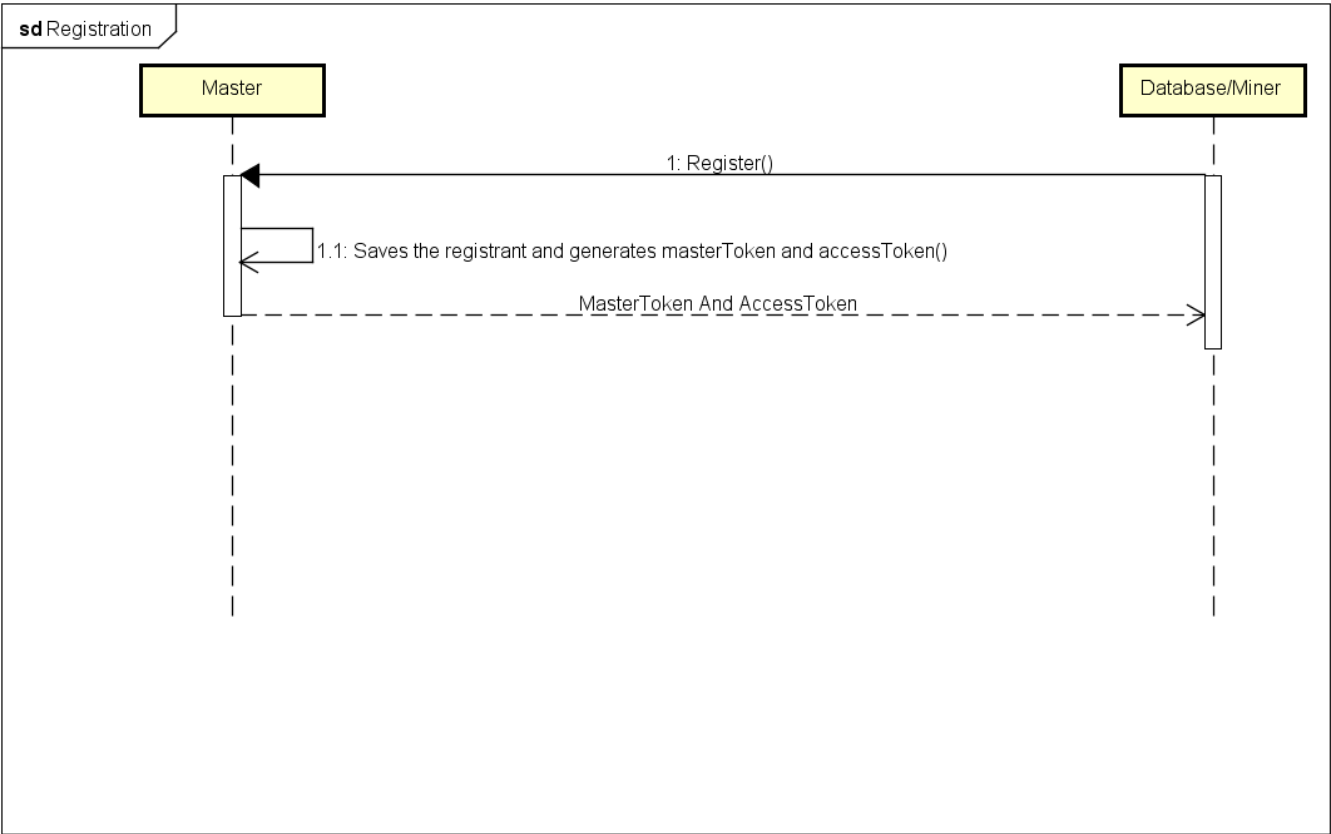 sd Registration
Master
Database/Miner
1: Register()
1.1: Saves the registrant and generates masterToken and accessToken()
MasterToken And AccessToken